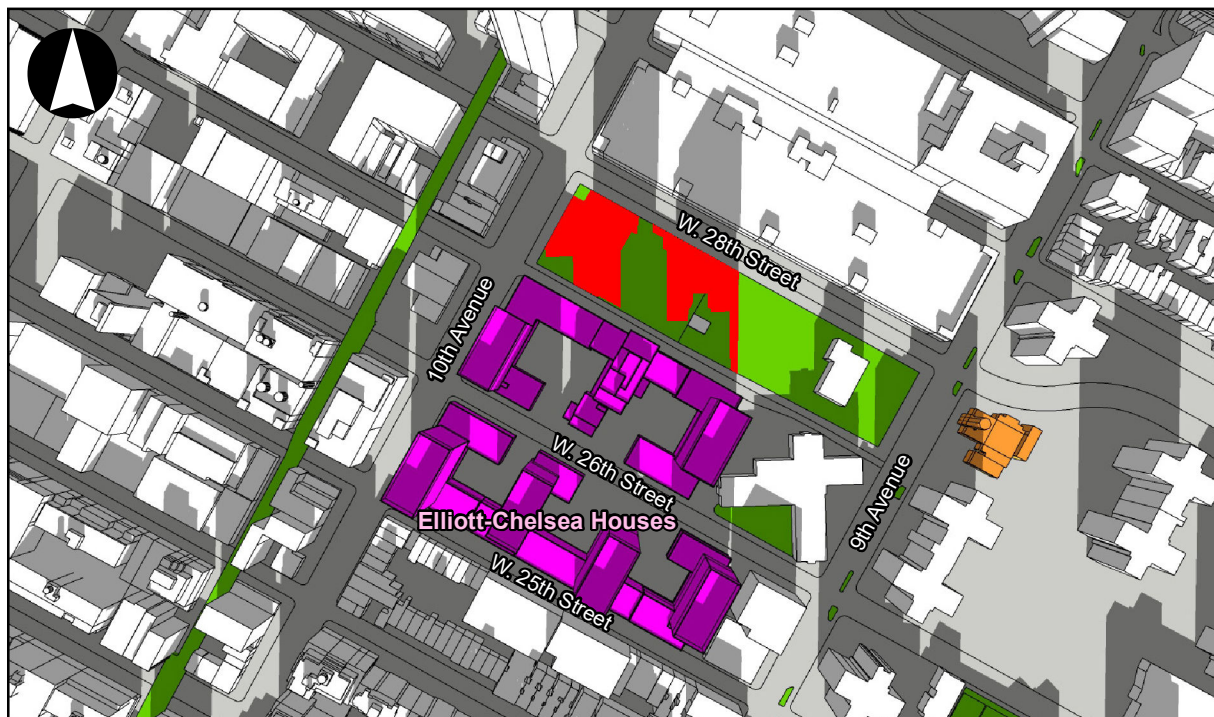 W. 28th Street
10th Avenue
W. 26th Street
9th Avenue
Elliott-Chelsea Houses
W. 25th Street